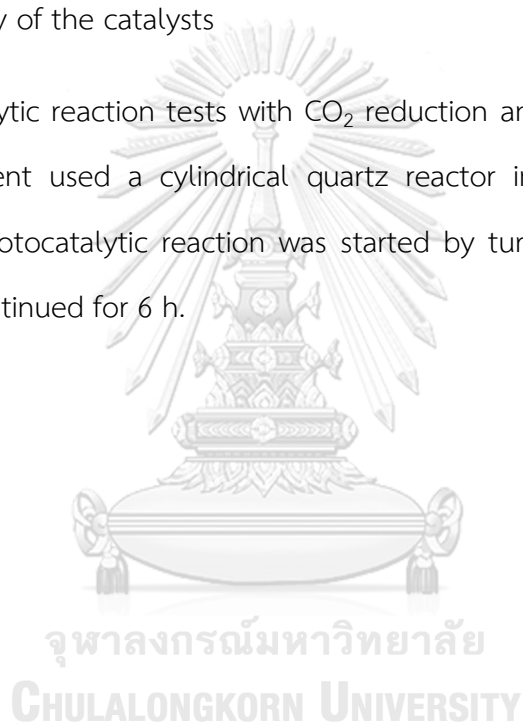 y of the catalysts
ytic reaction tests with CO₂ reduction ar
ent used a cylindrical quartz reactor i
otocatalytic reaction was started by tur
tinued for 6 h.
จุฬาลงกรณ์มหาวิทยาลัย
CHULALONGKORN UNIVERSITY